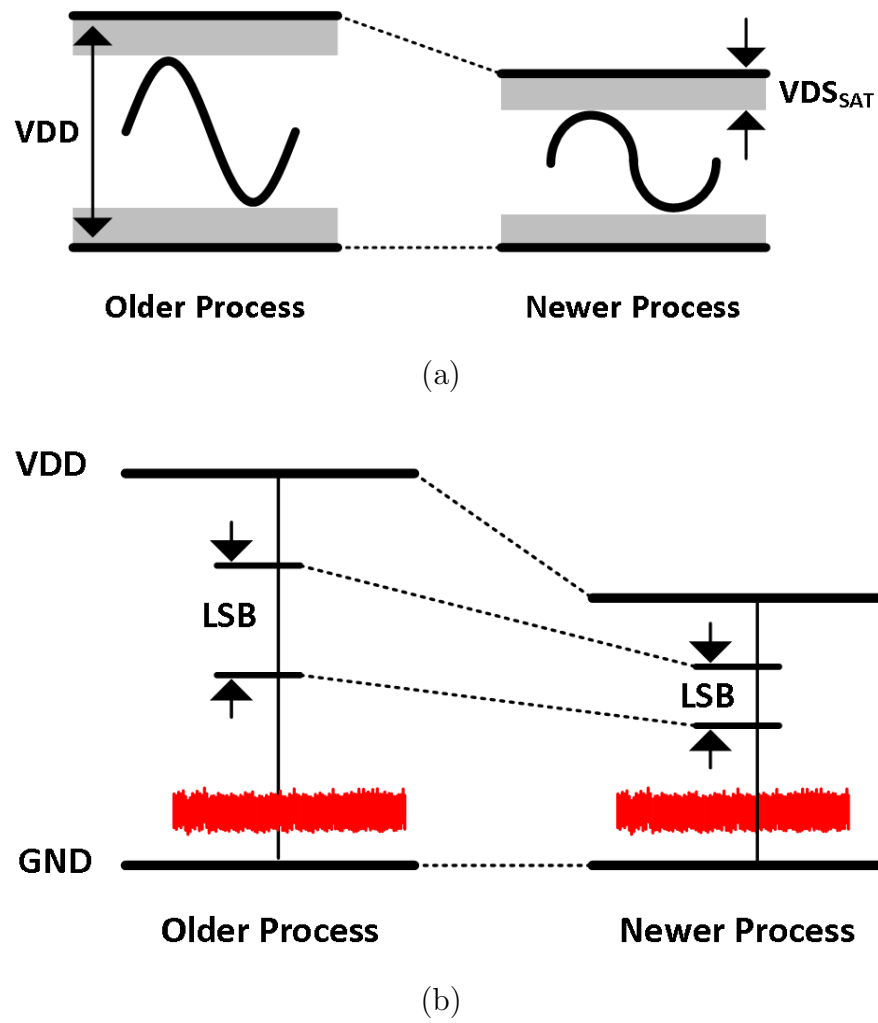 VDD
VDS_SAT
Older Process
Newer Process
(a)
VDD
LSB
LSB
GND
Older Process
Newer Process
(b)